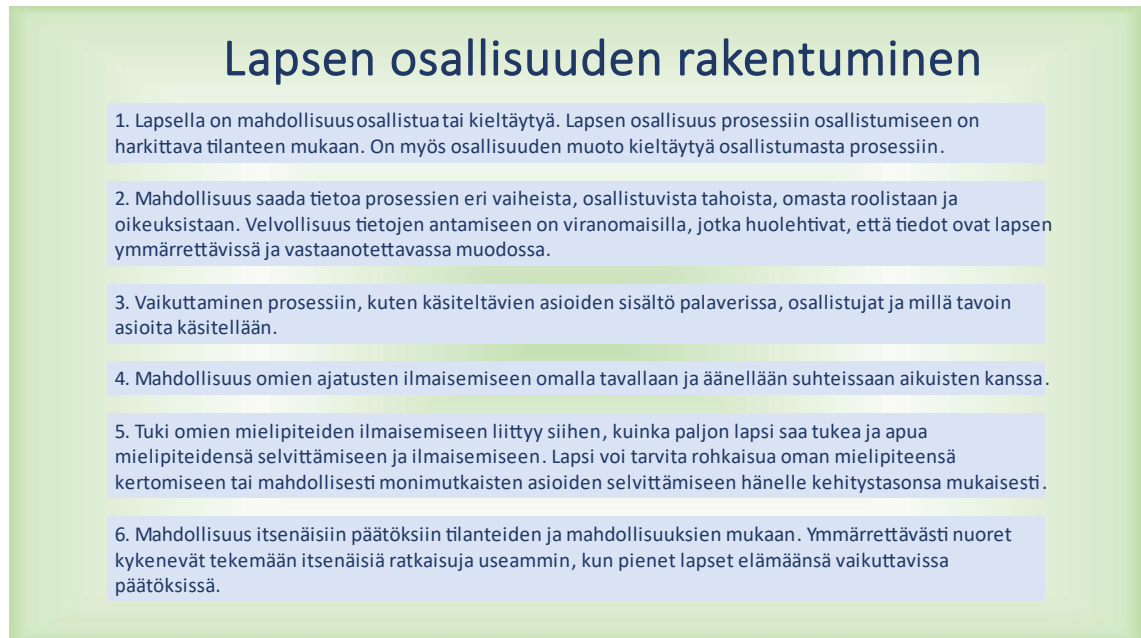 Lapsen osallisuuden rakentuminen
1. Lapsella on mahdollisuus osallistua tai kieltäytyä. Lapsen osallisuus prosessiin osallistumiseen on
harkittava tilanteen mukaan. On myös osallisuuden muoto kieltäytyä osallistumasta prosessiin.
2. Mahdollisuus saada tietoa prosessien eri vaiheista, osallistuvista tahoista, omasta roolistaan ja
oikeuksistaan. Velvollisuus tietojen antamiseen on viranomaisilla, jotka huolehtivat, että tiedot ovat lapsen
ymmärrettävissä ja vastaanotettavassa muodossa.
3. Vaikuttaminen prosessiin, kuten käsiteltävien asioiden sisältö palaverissa, osallistujat ja millä tavoin
asioita käsitellään.
4. Mahdollisuus omien ajatusten ilmaisemiseen omalla tavallaan ja äänellään suhteissaan aikuisten kanssa.
5. Tuki omien mielipiteiden ilmaisemiseen liittyy siihen, kuinka paljon lapsi saa tukea ja apua
mielipiteidensä selvittämiseen ja ilmaisemiseen. Lapsi voi tarvita rohkaisua oman mielipiteensä
kertomiseen tai mahdollisesti monimutkaisten asioiden selvittämiseen hänelle kehitystasonsa mukaisesti.
6. Mahdollisuus itsenäisiin päätöksiin tilanteiden ja mahdollisuuksien mukaan. Ymmärrettävästi nuoret
kykenevät tekemään itsenäisiä ratkaisuja useammin, kun pienet lapset elämäänsä vaikuttavissa
päätöksissä.